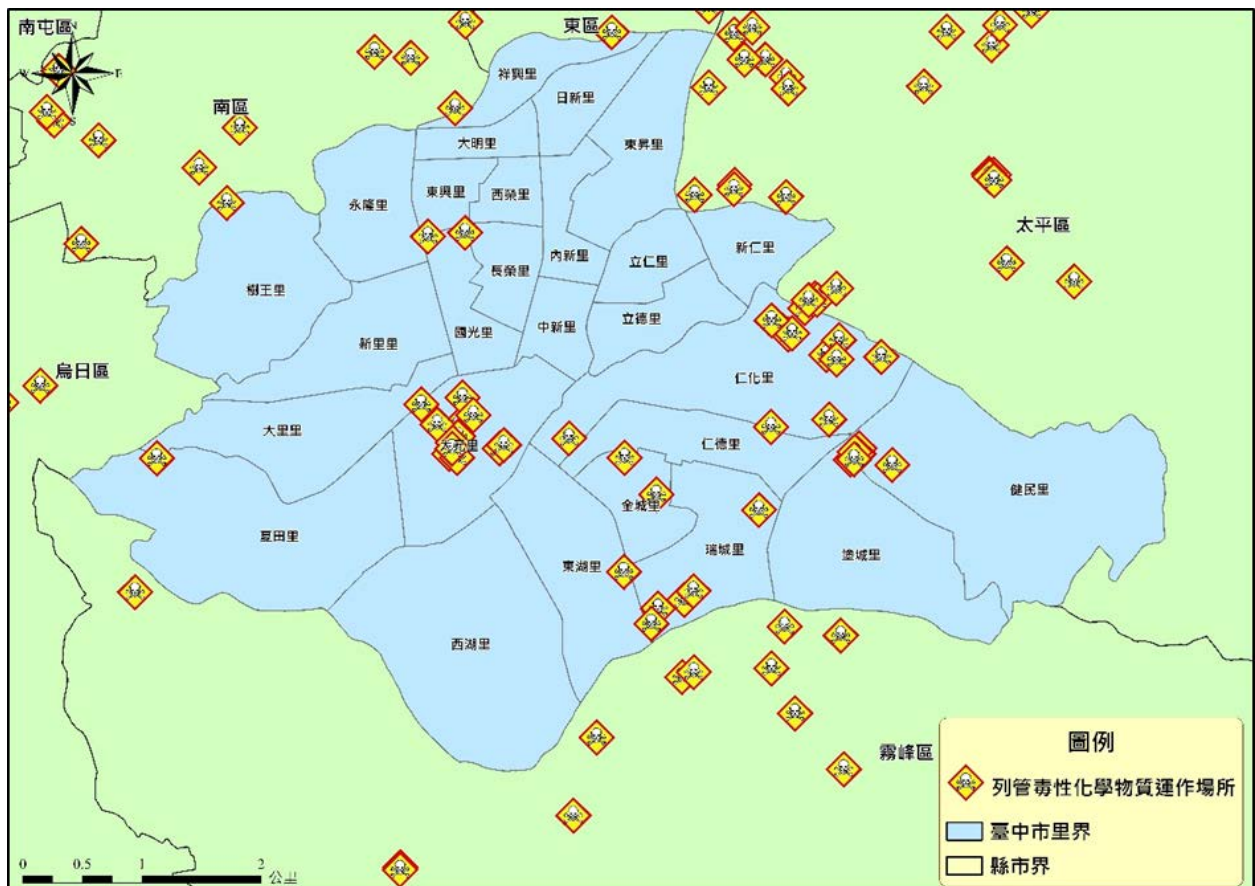 南屯區
東區
N
W E
S
南區
祥興里
日新里
大明里
東昇里
東興里
西榮里
永隆里
太平區
內新里
新仁里
立仁里
長榮里
樹王里
立德里
中新里
國光里
新里里
烏日區
仁化里
大里里
仁德里
大元里
健民里
金城里
夏田里
瑞城里
塗城里
東湖里
西湖里
霧峰區
圖例
列管毒性化學物質運作場所
臺中市里界
縣市界
0 0.5 1 2
公里